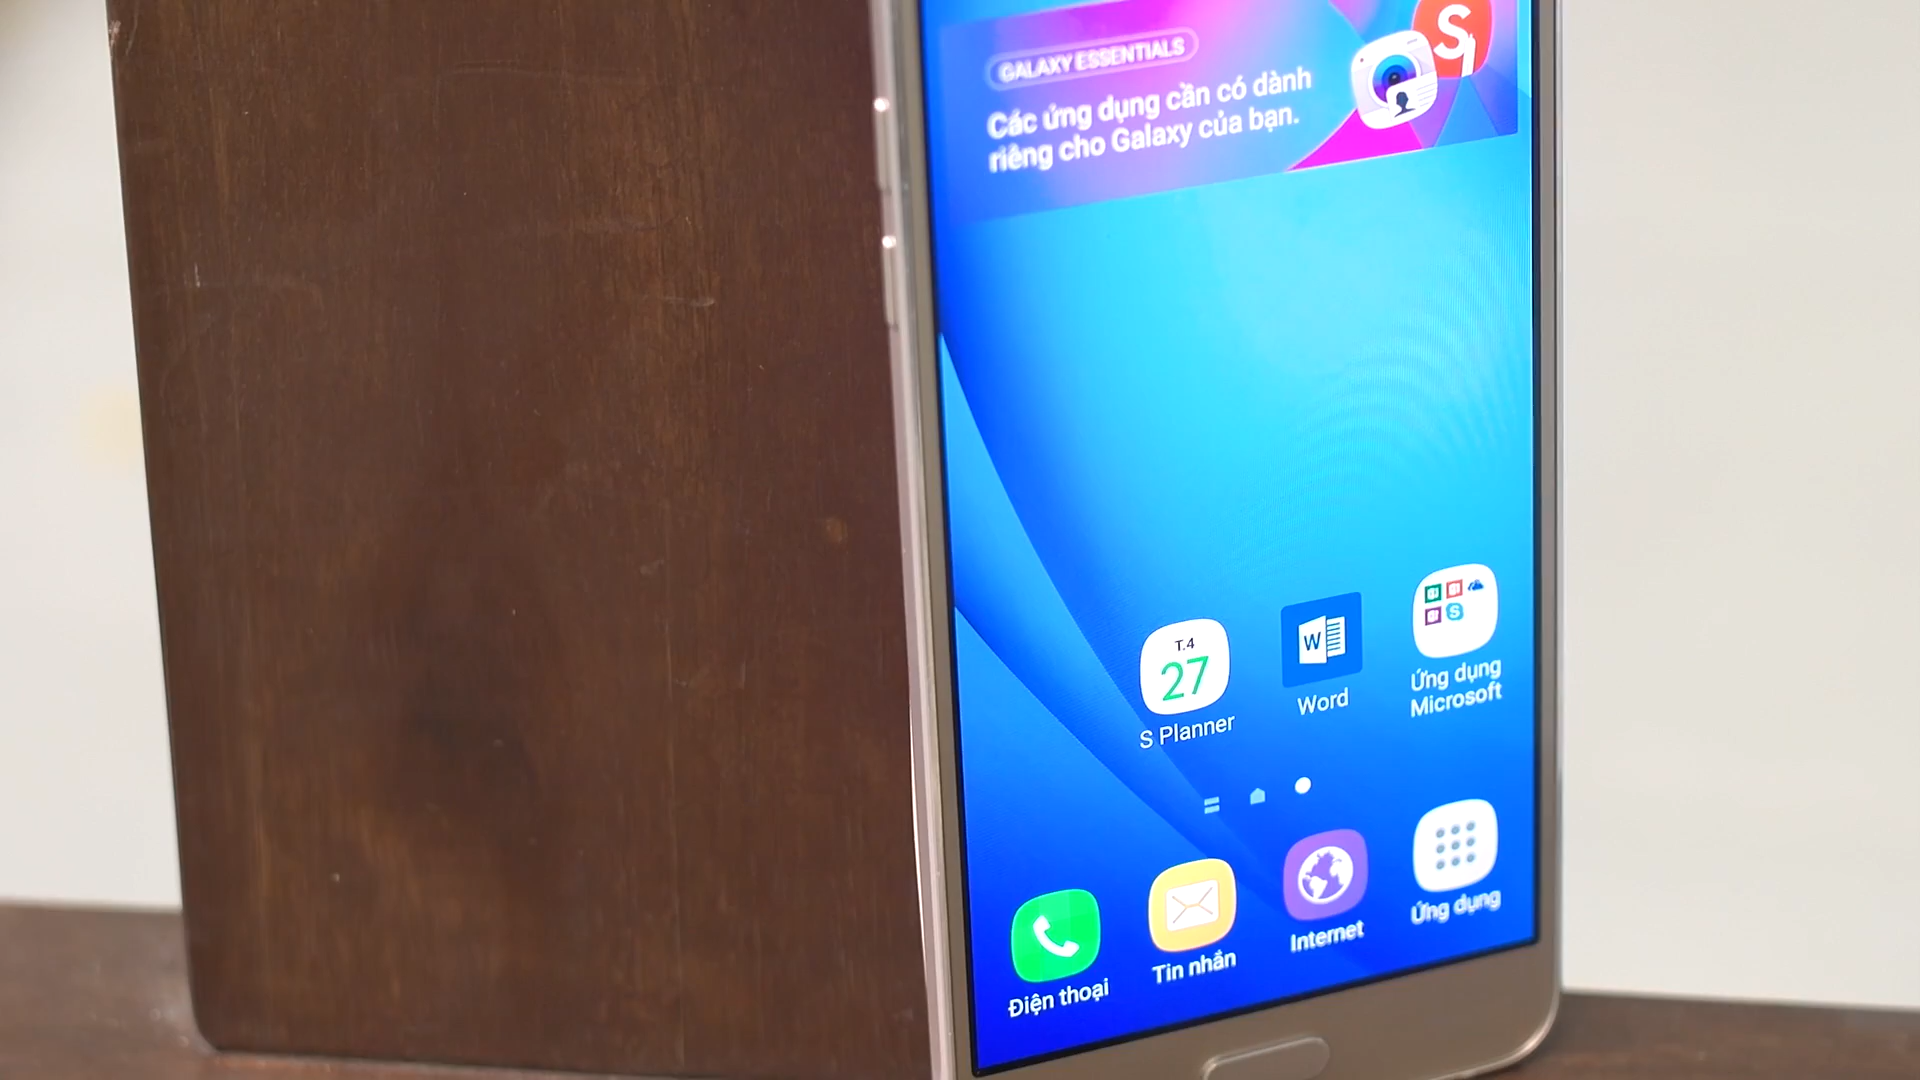 S
GALAXY ESSENTIALS
Các ứng dụng cần có dành
riêng cho Galaxy của bạn.
T.4
27
S Planner
W
Word
S
Ứng dụng
Microsoft
Điện thoại
Tin nhắn
Internet
Ứng dụng